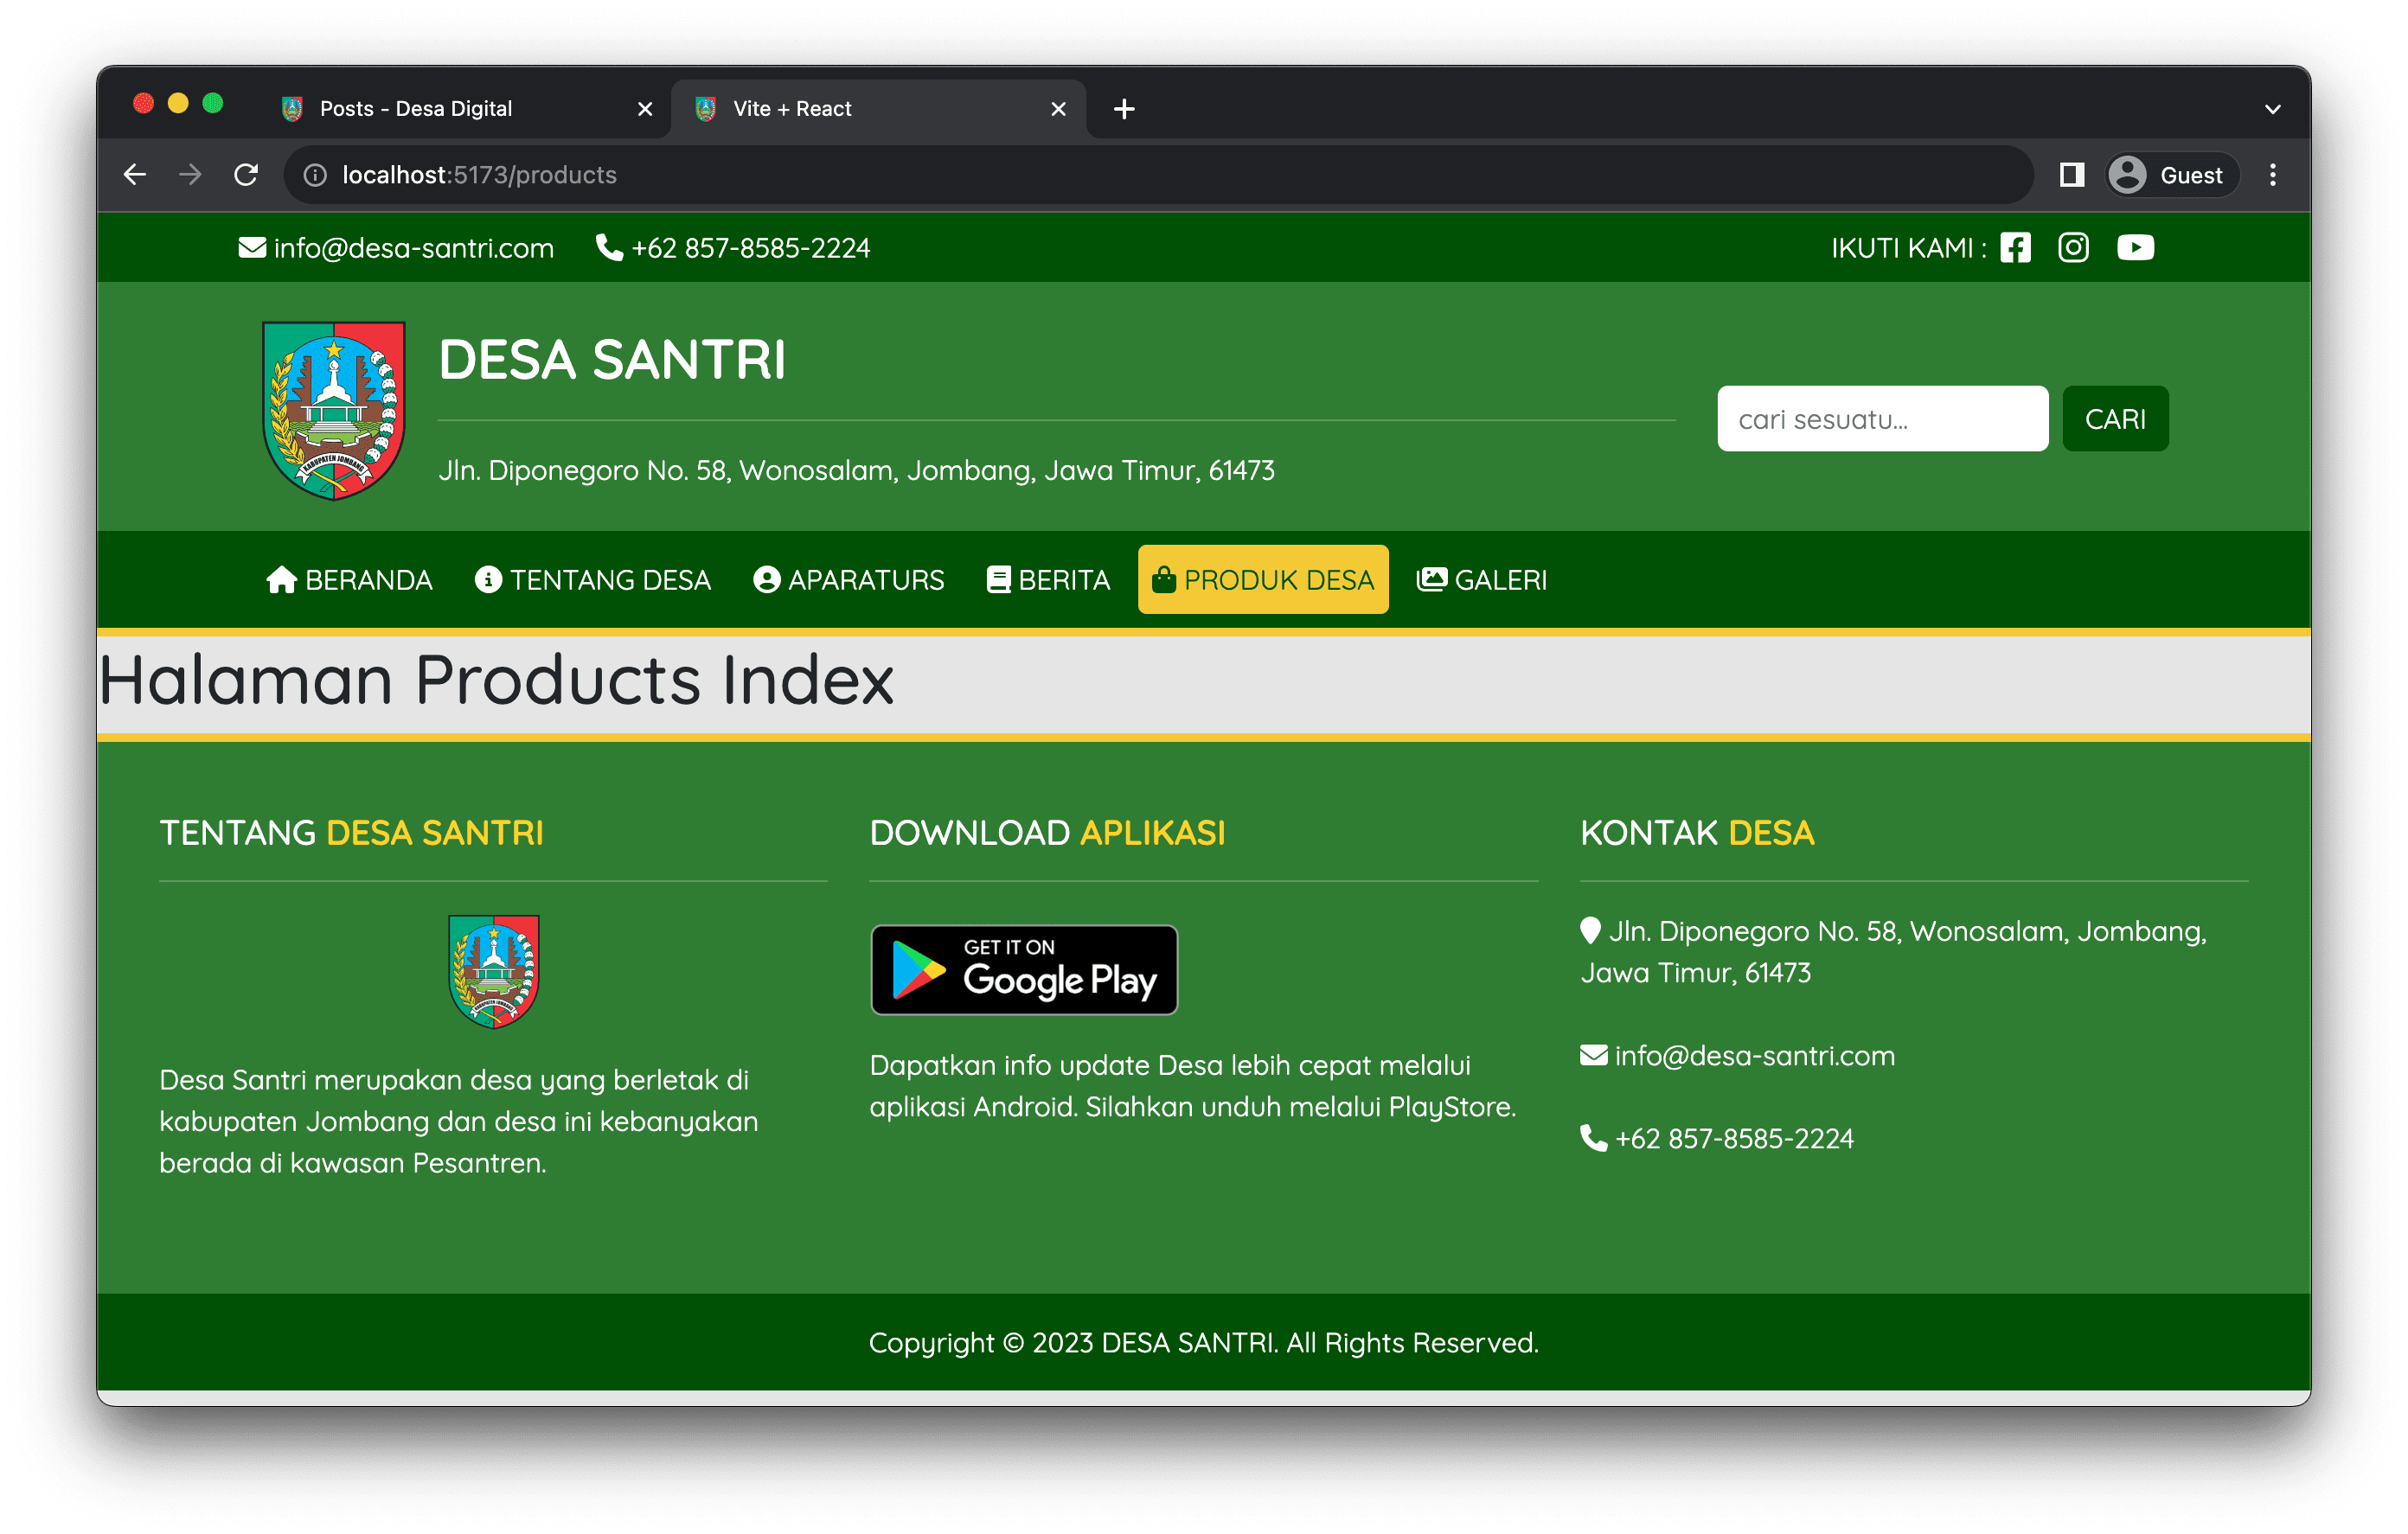 Posts - Desa Digital
Vite + React
localhost:5173/products
Guest
info@desa-santri.com +62 857-8585-2224 IKUTI KAMI :
DESA SANTRI
KABUPATEN JOMBANG
Jln. Diponegoro No. 58, Wonosalam, Jombang, Jawa Timur, 61473
cari sesuatu... CARI
BERANDA TENTANG DESA APARATURS BERITA PRODUK DESA GALERI
Halaman Products Index
TENTANG DESA SANTRI
KABUPATEN JOMBANG
Desa Santri merupakan desa yang berletak di
kabupaten Jombang dan desa ini kebanyakan
berada di kawasan Pesantren.
DOWNLOAD APLIKASI
GET IT ON
Google Play
Dapatkan info update Desa lebih cepat melalui
aplikasi Android. Silahkan unduh melalui PlayStore.
KONTAK DESA
Jln. Diponegoro No. 58, Wonosalam, Jombang,
Jawa Timur, 61473
info@desa-santri.com
+62 857-8585-2224
Copyright © 2023 DESA SANTRI. All Rights Reserved.